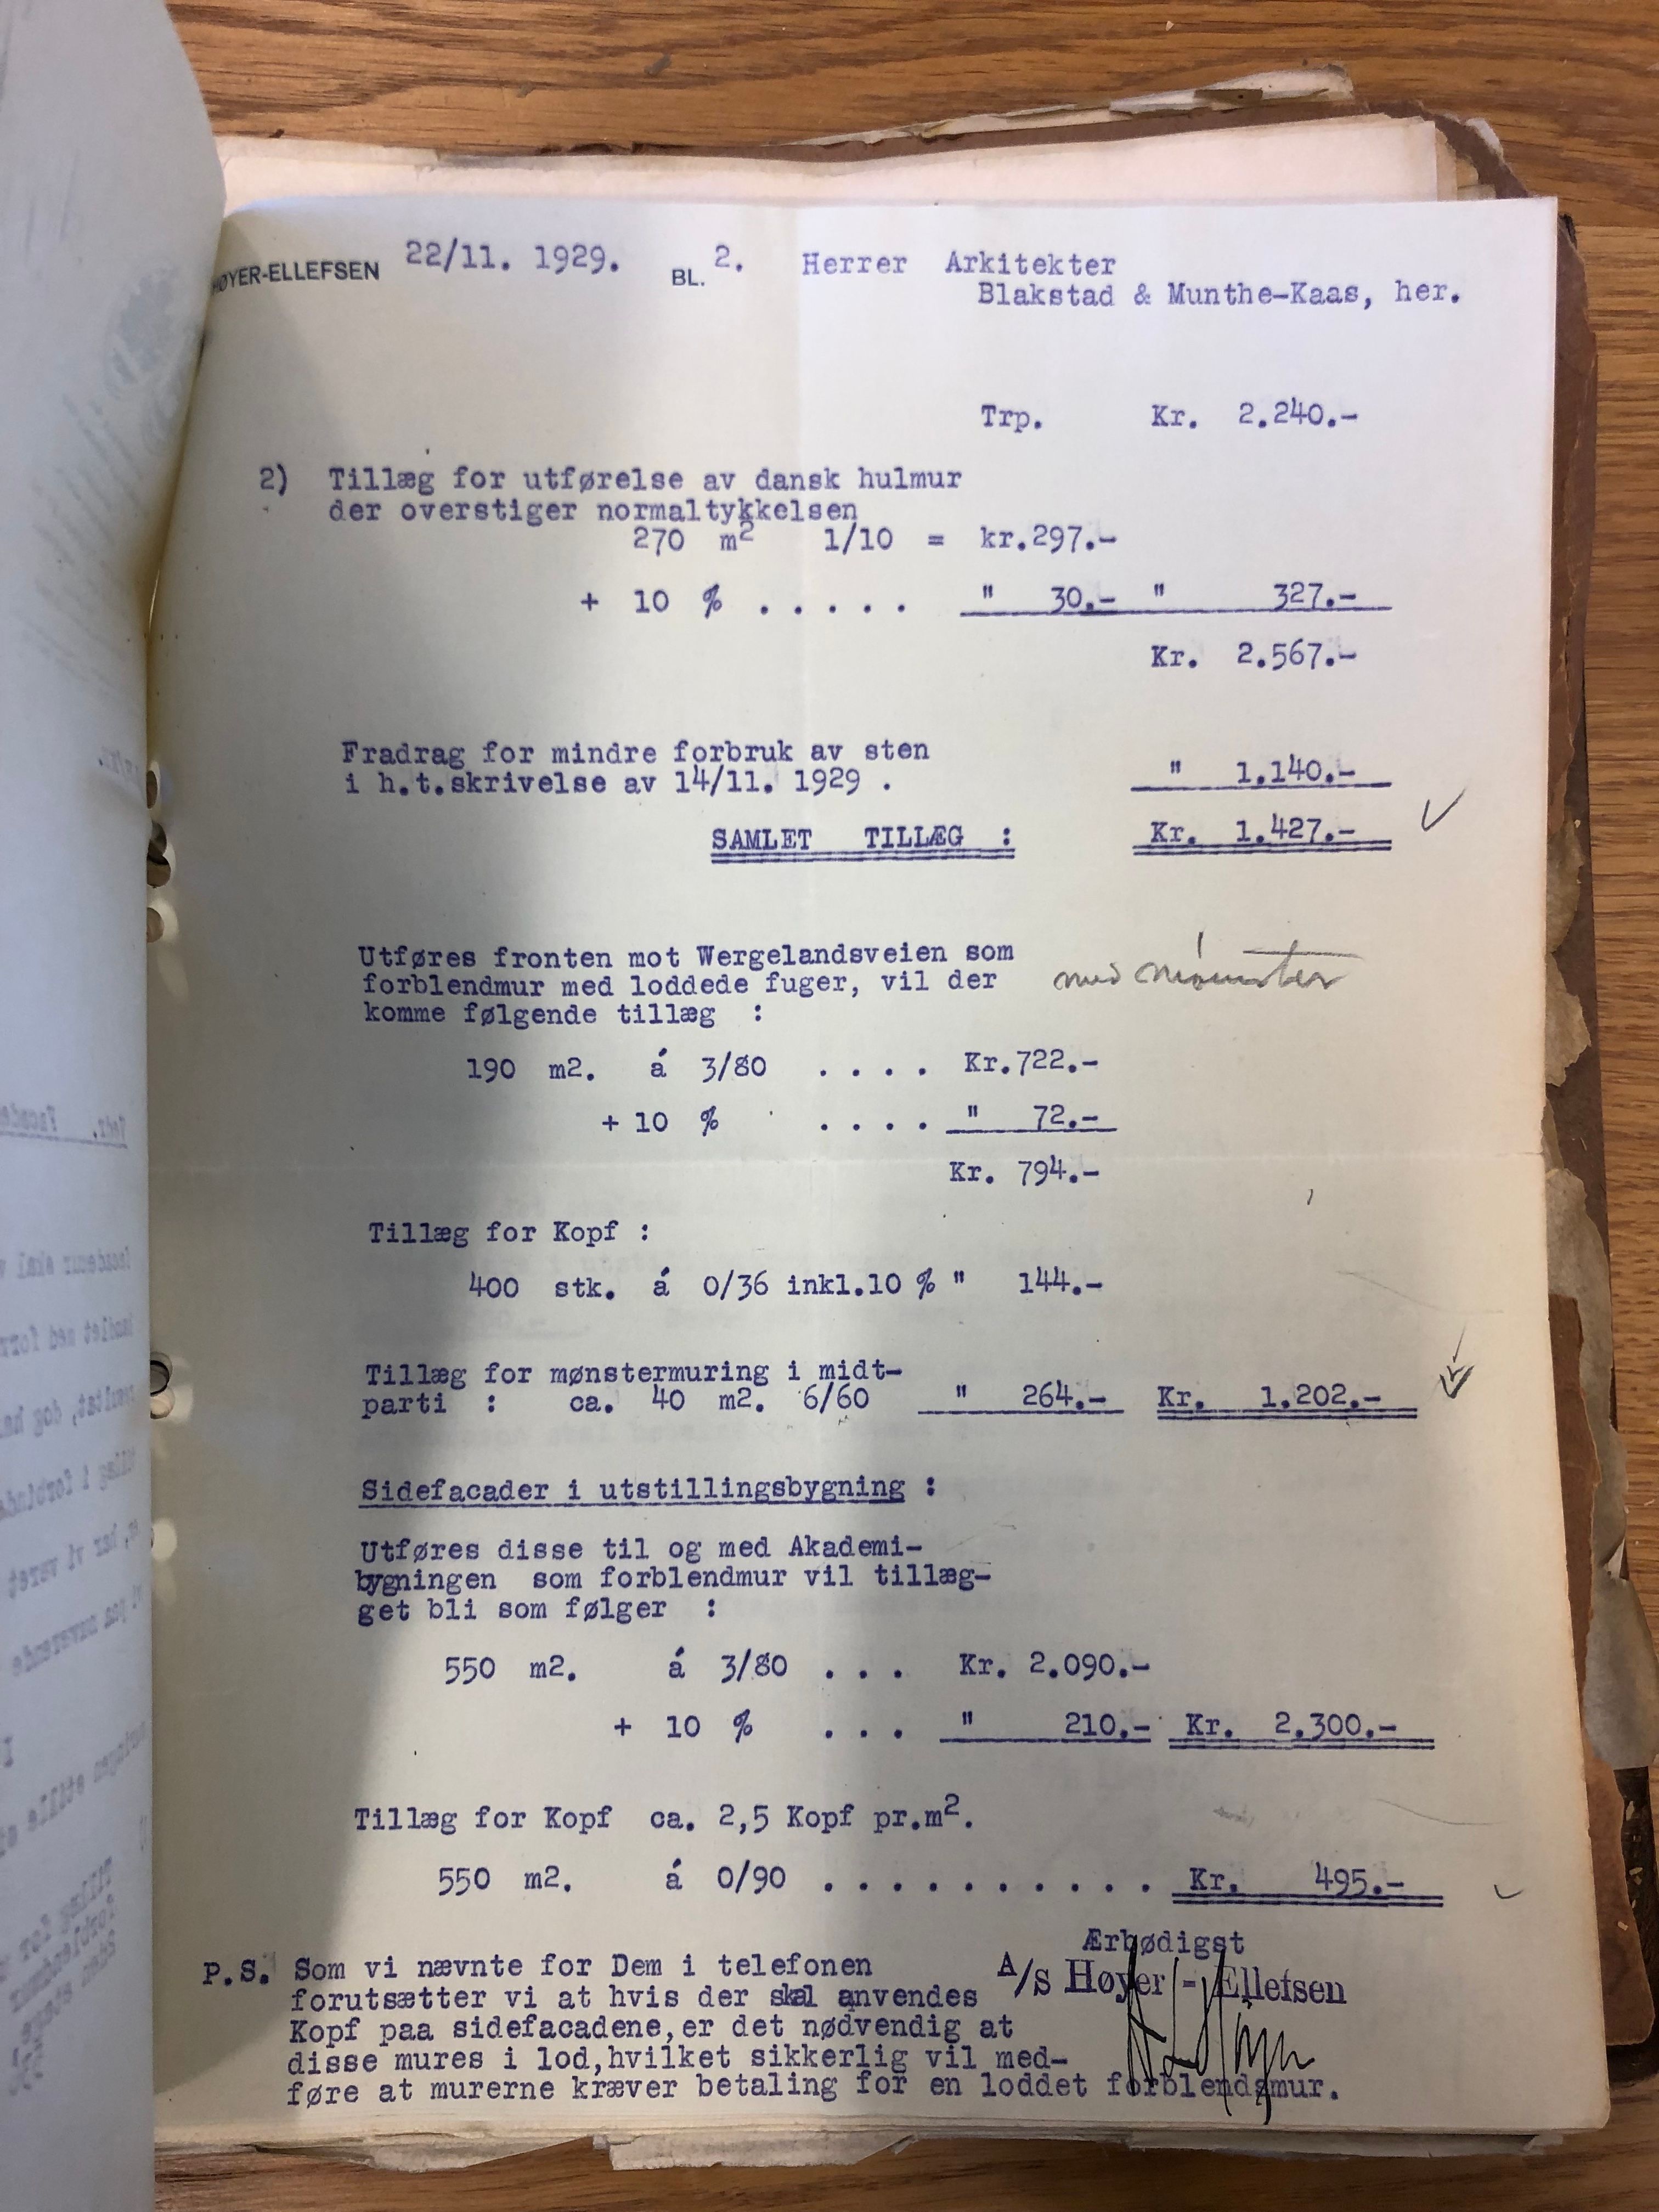 HØYER-ELLEFSEN 22/11. 1929. BL. 2. Herrer Arkitekter
Blakstad & Munthe-Kaas, her.
Trp. Kr. 2.240.-
2) Tillæg for utførelse av dansk hulmur
der overstiger normaltykkelsen
270 m2 1/10 = kr.297.-
+ 10 % . . . . . " 30.- " 327.-
Kr. 2.567.-
Fradrag for mindre forbruk av sten
i h.t.skrivelse av 14/11. 1929 . " 1.140.-
SAMLET TILLÆG : Kr. 1.427.-
Utføres fronten mot Wergelandsveien som
forblendmur med loddede fuger, vil der med mønster
komme følgende tillæg :
190 m2. á 3/80 . . . . Kr.722.-
+ 10 % . . . . " 72.-
Kr. 794.-
Tillæg for Kopf :
400 stk. á 0/36 inkl.10 % " 144.-
Tillæg for mønstermuring i midt-
parti : ca. 40 m2. 6/60 " 264.- Kr. 1.202.-
Sidefacader i utstillingsbygning :
Utføres disse til og med Akademi-
bygningen som forblendmur vil tillæg-
get bli som følger :
550 m2. á 3/80 . . . Kr. 2.090.-
+ 10 % . . . " 210.- Kr. 2.300.-
Tillæg for Kopf ca. 2,5 Kopf pr.m2.
550 m2. á 0/90 . . . . . . . . . . Kr. 495.-
Ærbødigst
A/s Høyer-Ellefsen
P.S. Som vi nævnte for Dem i telefonen
forutsætter vi at hvis der skal anvendes
Kopf paa sidefacadene,er det nødvendig at
disse mures i lod,hvilket sikkerlig vil med-
føre at murerne kræver betaling for en loddet forblendsmur.